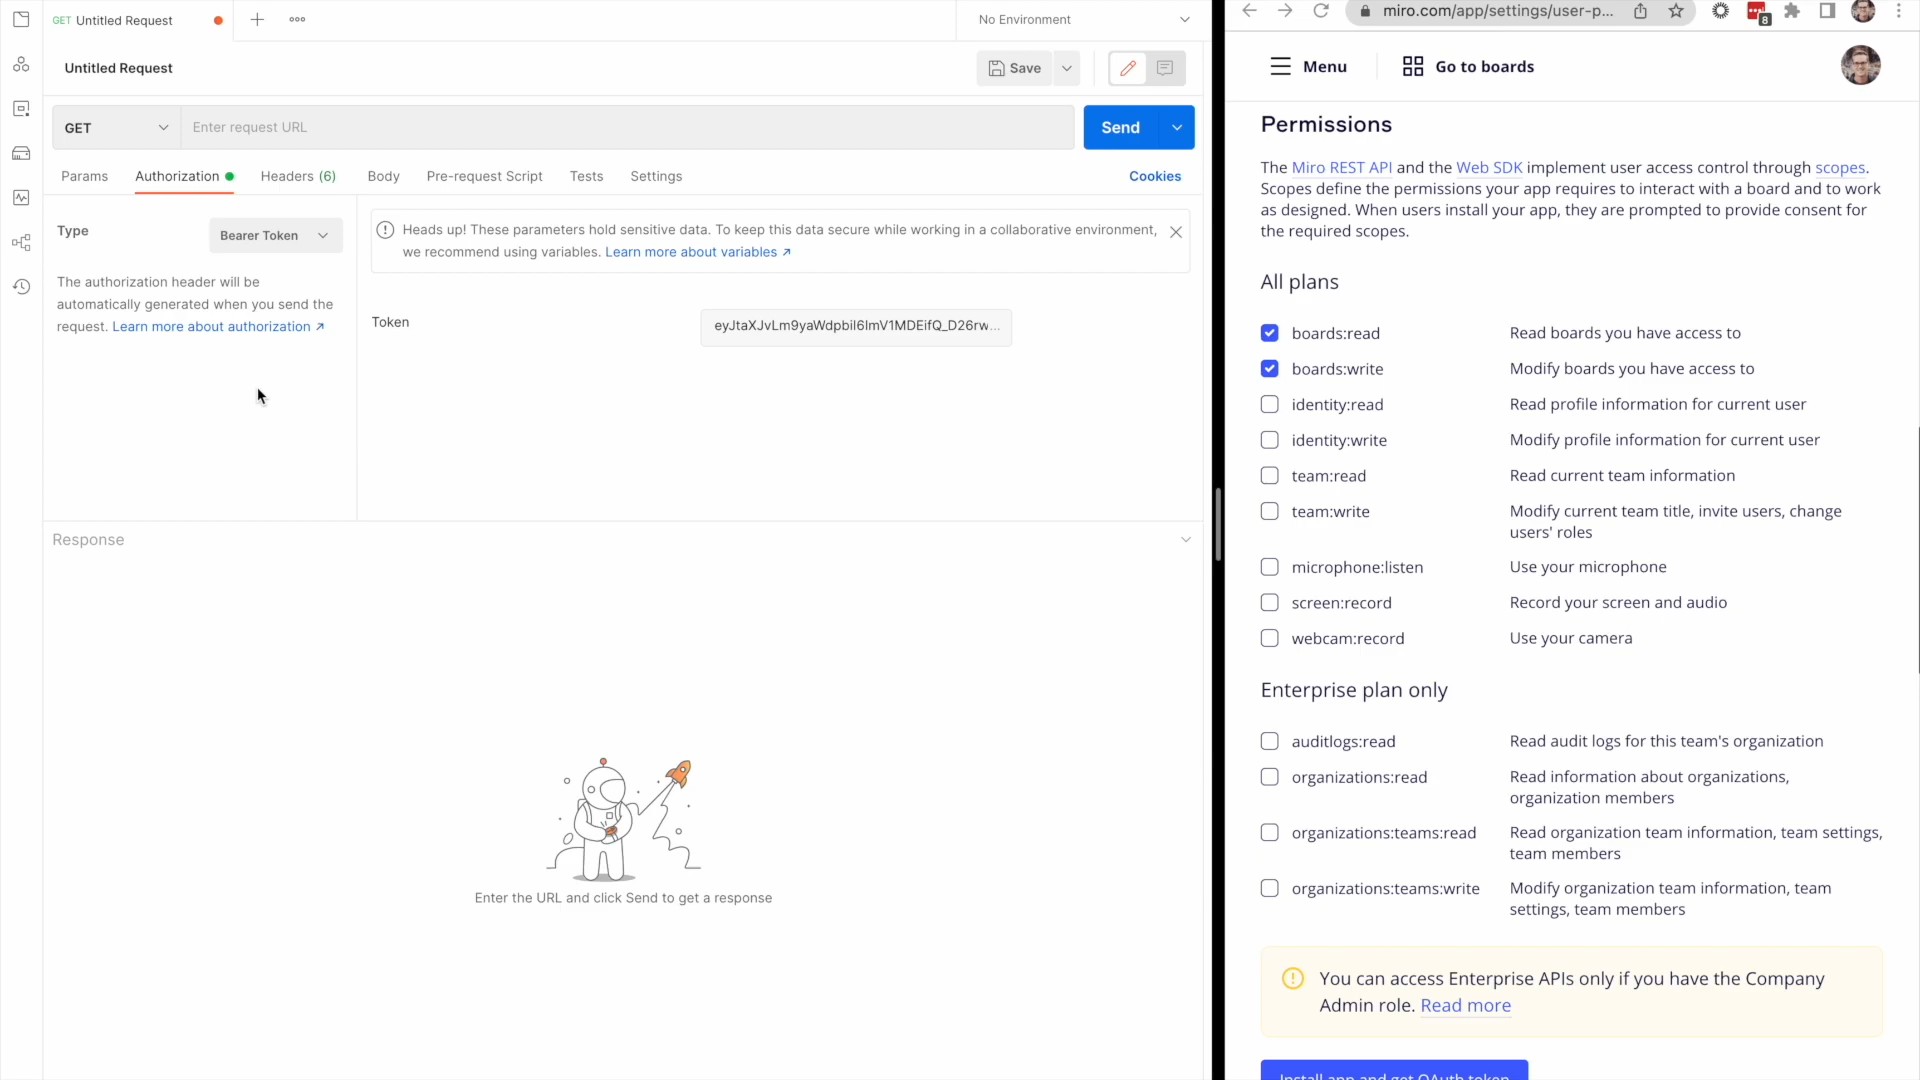 GET Untitled Request
No Environment
Untitled Request
Save
GET
Enter request URL
Send
Params
Authorization
Headers (6)
Body
Pre-request Script
Tests
Settings
Cookies
Type
Bearer Token
The authorization header will be
automatically generated when you send the
request. Learn more about authorization ↗
Heads up! These parameters hold sensitive data. To keep this data secure while working in a collaborative environment,
we recommend using variables. Learn more about variables ↗
Token
Response
Enter the URL and click Send to get a response
miro.com/app/settings/user-p...
8
Menu
Go to boards
Permissions
The Miro REST API and the Web SDK implement user access control through scopes.
Scopes define the permissions your app requires to interact with a board and to work
as designed. When users install your app, they are prompted to provide consent for
the required scopes.
All plans
boards:read Read boards you have access to
boards:write Modify boards you have access to
identity:read Read profile information for current user
identity:write Modify profile information for current user
team:read Read current team information
team:write Modify current team title, invite users, change
users' roles
microphone:listen Use your microphone
screen:record Record your screen and audio
webcam:record Use your camera
Enterprise plan only
auditlogs:read Read audit logs for this team's organization
organizations:read Read information about organizations,
organization members
organizations:teams:read Read organization team information, team settings,
team members
organizations:teams:write Modify organization team information, team
settings, team members
You can access Enterprise APIs only if you have the Company
Admin role. Read more
Install app and get OAuth token